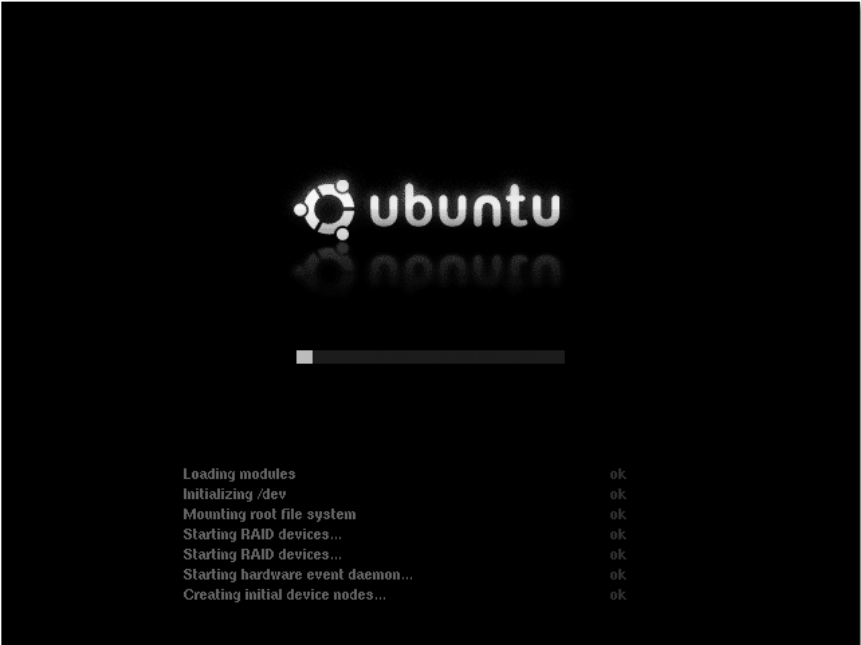 ubuntu
Loading modules ok
Initializing /dev ok
Mounting root file system ok
Starting RAID devices... ok
Starting RAID devices... ok
Starting hardware event daemon... ok
Creating initial device nodes... ok